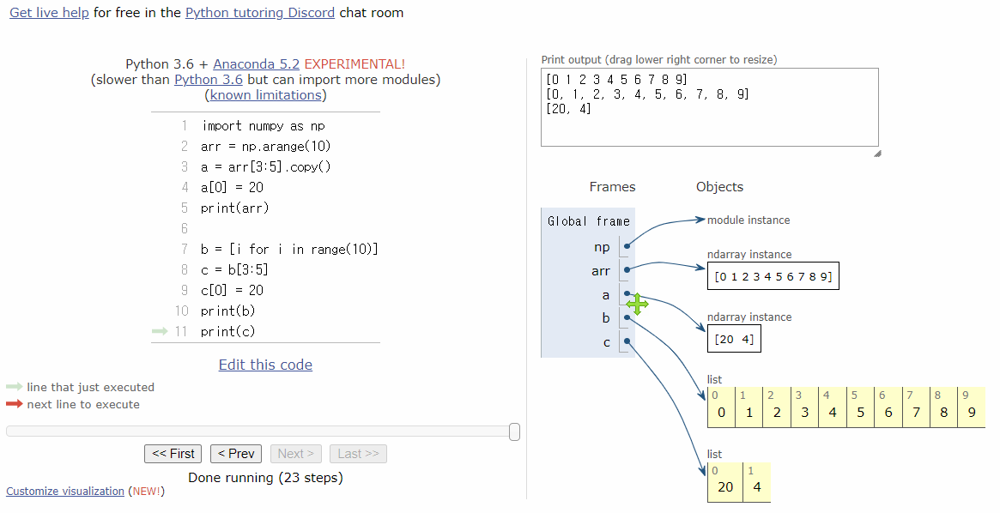 Get live help for free in the Python tutoring Discord chat room
Python 3.6 + Anaconda 5.2 EXPERIMENTAL!
(slower than Python 3.6 but can import more modules)
(known limitations)
1 import numpy as np
2 arr = np.arange(10)
3 a = arr[3:5].copy()
4 a[0] = 20
5 print(arr)
6
7 b = [i for i in range(10)]
8 c = b[3:5]
9 c[0] = 20
10 print(b)
11 print(c)
Edit this code
line that just executed
next line to execute
<< First < Prev Next > Last >>
Done running (23 steps)
Customize visualization (NEW!)
Print output (drag lower right corner to resize)
[0 1 2 3 4 5 6 7 8 9]
[0, 1, 2, 3, 4, 5, 6, 7, 8, 9]
[20, 4]
Frames Objects
Global frame
np
arr
a
b
c
module instance
ndarray instance
[0 1 2 3 4 5 6 7 8 9]
ndarray instance
[20 4]
list
0 1 2 3 4 5 6 7 8 9
0 1 2 3 4 5 6 7 8 9
list
0 1
20 4